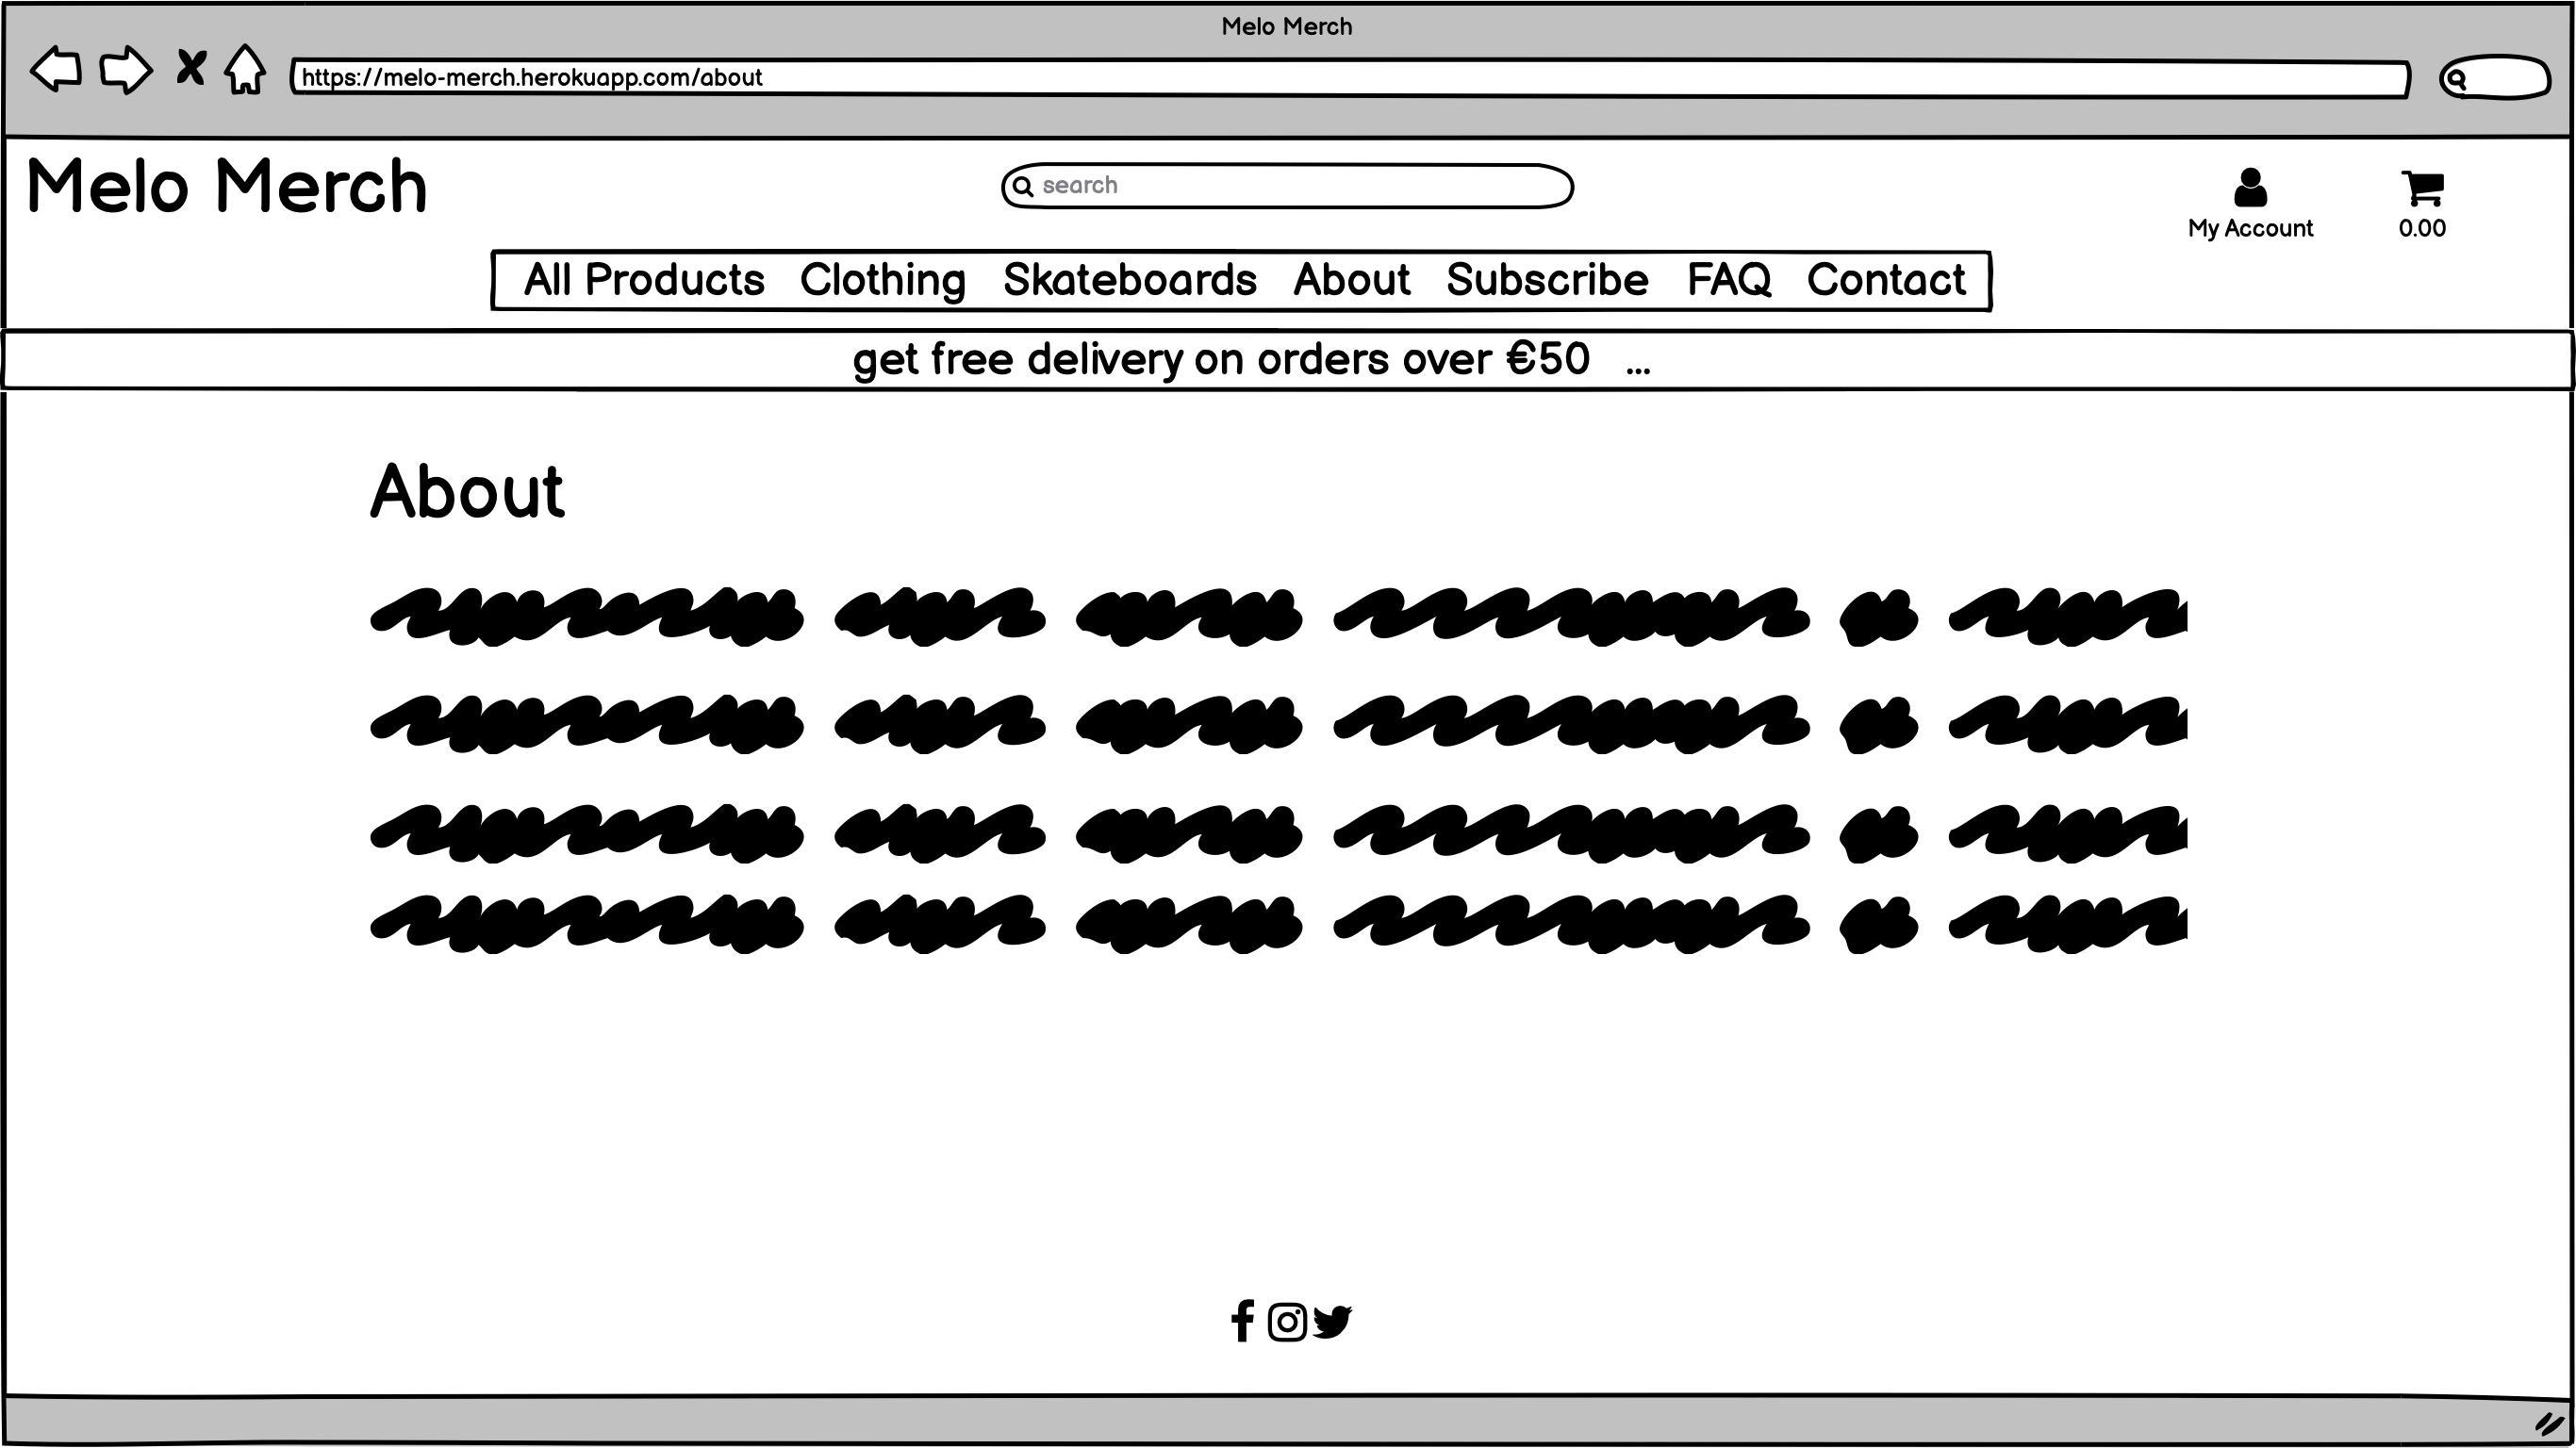 Melo Merch
https://melo-merch.herokuapp.com/about
Melo Merch
search
My Account
0.00
All Products Clothing Skateboards About Subscribe FAQ Contact
get free delivery on orders over €50 ...
About